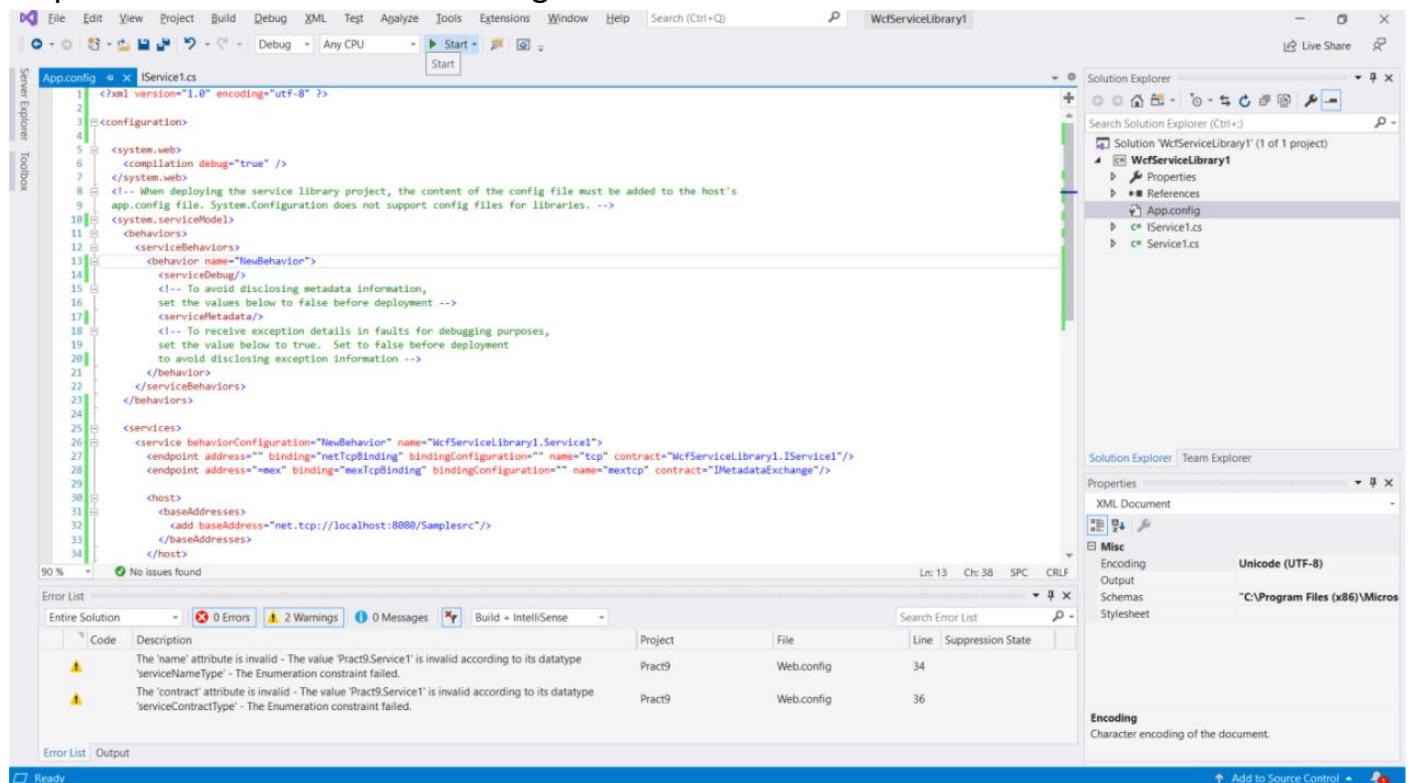 File Edit View Project Build Debug XML Test Analyze Tools Extensions Window Help Search (Ctrl+Q) WcfServiceLibrary1
Debug Any CPU Start Live Share
Start
Server Explorer
Toolbox
App.config IService1.cs
1 <?xml version="1.0" encoding="utf-8" ?>
2
3 <configuration>
4
5 <system.web>
6 <compilation debug="true" />
7 </system.web>
8 <!-- When deploying the service library project, the content of the config file must be added to the host's
9 app.config file. System.Configuration does not support config files for libraries. -->
10 <system.serviceModel>
11 <behaviors>
12 <serviceBehaviors>
13 <behavior name="NewBehavior">
14 <serviceDebug/>
15 <!-- To avoid disclosing metadata information,
16 set the values below to false before deployment -->
17 <serviceMetadata/>
18 <!-- To receive exception details in faults for debugging purposes,
19 set the value below to true. Set to false before deployment
20 to avoid disclosing exception information -->
21 </behavior>
22 </serviceBehaviors>
23 </behaviors>
24
25 <services>
26 <service behaviorConfiguration="NewBehavior" name="WcfServiceLibrary1.Service1">
27 <endpoint address="" binding="netTcpBinding" bindingConfiguration="" name="tcp" contract="WcfServiceLibrary1.IService1"/>
28 <endpoint address="=mex" binding="mexTcpBinding" bindingConfiguration="" name="mextcp" contract="IMetadataExchange"/>
29
30 <host>
31 <baseAddresses>
32 <add baseAddress="net.tcp://localhost:8080/Samplesrc"/>
33 </baseAddresses>
34 </host>
90 % No issues found Ln: 13 Ch: 38 SPC CRLF
Solution Explorer
Search Solution Explorer (Ctrl+;)
Solution 'WcfServiceLibrary1' (1 of 1 project)
WcfServiceLibrary1
Properties
References
App.config
IService1.cs
Service1.cs
Solution Explorer Team Explorer
Properties
XML Document
Misc
Encoding Unicode (UTF-8)
Output
Schemas "C:\Program Files (x86)\Micros
Stylesheet
Encoding
Character encoding of the document.
Error List
Entire Solution 0 Errors 2 Warnings 0 Messages Build + IntelliSense Search Error List
Code Description Project File Line Suppression State
The 'name' attribute is invalid - The value 'Pract9.Service1' is invalid according to its datatype
'serviceNameType' - The Enumeration constraint failed. Pract9 Web.config 34
The 'contract' attribute is invalid - The value 'Pract9.Service1' is invalid according to its datatype
'serviceContractType' - The Enumeration constraint failed. Pract9 Web.config 36
Error List Output
Ready Add to Source Control